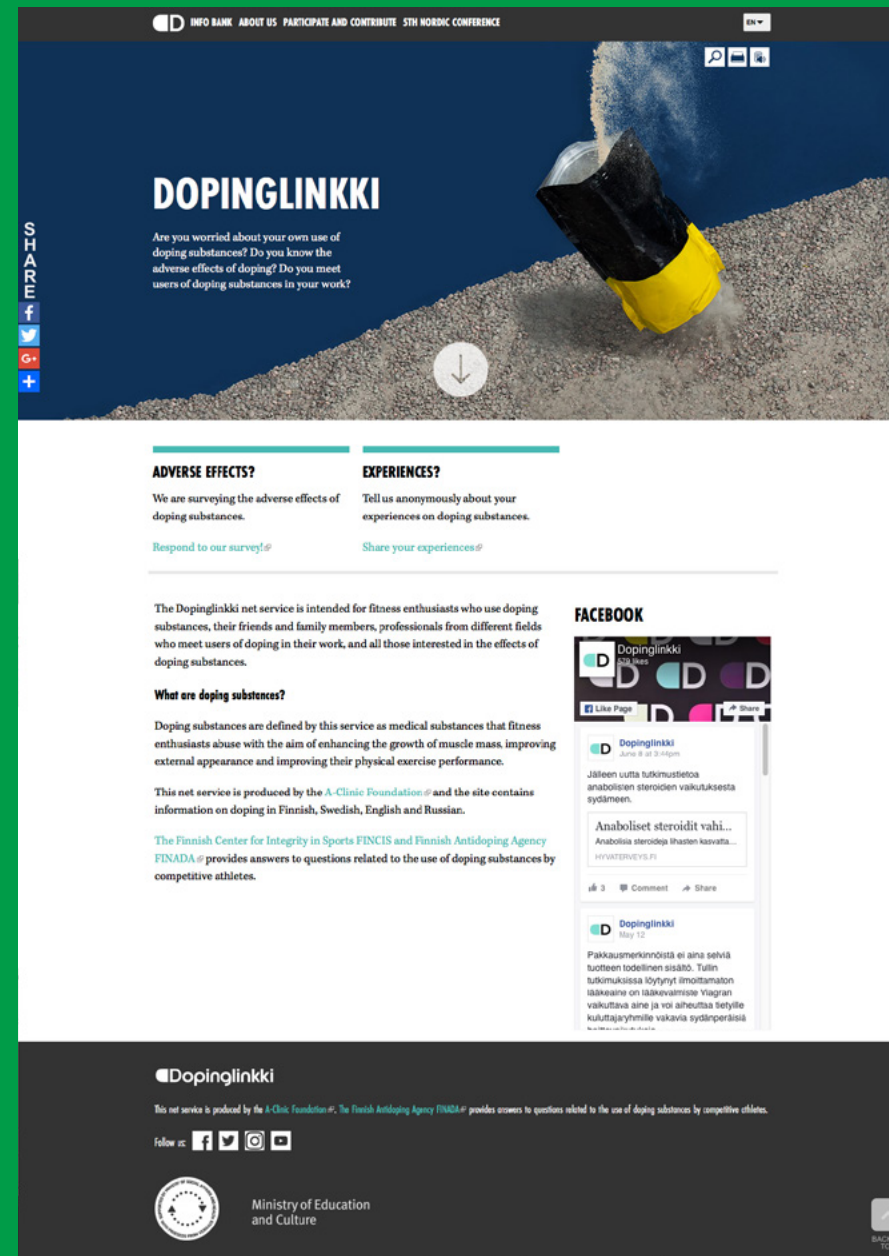 INFO BANK ABOUT US PARTICIPATE AND CONTRIBUTE 5TH NORDIC CONFERENCE
EN
DOPINGLINKKI
Are you worried about your own use of
doping substances? Do you know the
adverse effects of doping? Do you meet
users of doping substances in your work?
SHARE
ADVERSE EFFECTS?
We are surveying the adverse effects of
doping substances.
Respond to our survey!
EXPERIENCES?
Tell us anonymously about your
experiences on doping substances.
Share your experiences
The Dopinglinkki net service is intended for fitness enthusiasts who use doping
substances, their friends and family members, professionals from different fields
who meet users of doping in their work, and all those interested in the effects of
doping substances.
What are doping substances?
Doping substances are defined by this service as medical substances that fitness
enthusiasts abuse with the aim of enhancing the growth of muscle mass, improving
external appearance and improving their physical exercise performance.
This net service is produced by the A-Clinic Foundation and the site contains
information on doping in Finnish, Swedish, English and Russian.
The Finnish Center for Integrity in Sports FINCIS and Finnish Antidoping Agency
FINADA provides answers to questions related to the use of doping substances by
competitive athletes.
FACEBOOK
Dopinglinkki
579 likes
Like Page
Share
Dopinglinkki
June 8 at 3:44pm
Jälleen uutta tutkimustietoa
anabolisten steroidien vaikutuksesta
sydämeen.
Anaboliset steroidit vahi...
Anabolisia steroideja lihasten kasvatta...
HYVATERVEYS.FI
3 Comment Share
Dopinglinkki
May 12
Pakkausmerkinnöistä ei aina selviä
tuotteen todellinen sisältö. Tullin
tutkimuksissa löytynyt ilmoittamaton
lääkeaine on lääkevalmiste Viagran
vaikuttava aine ja voi aiheuttaa tietyille
kuluttajaryhmille vakavia sydänperäisiä
Dopinglinkki
This net service is produced by the A-Clinic Foundation. The Finnish Antidoping Agency FINADA provides answers to questions related to the use of doping substances by competitive athletes.
Follow us:
Ministry of Education
and Culture